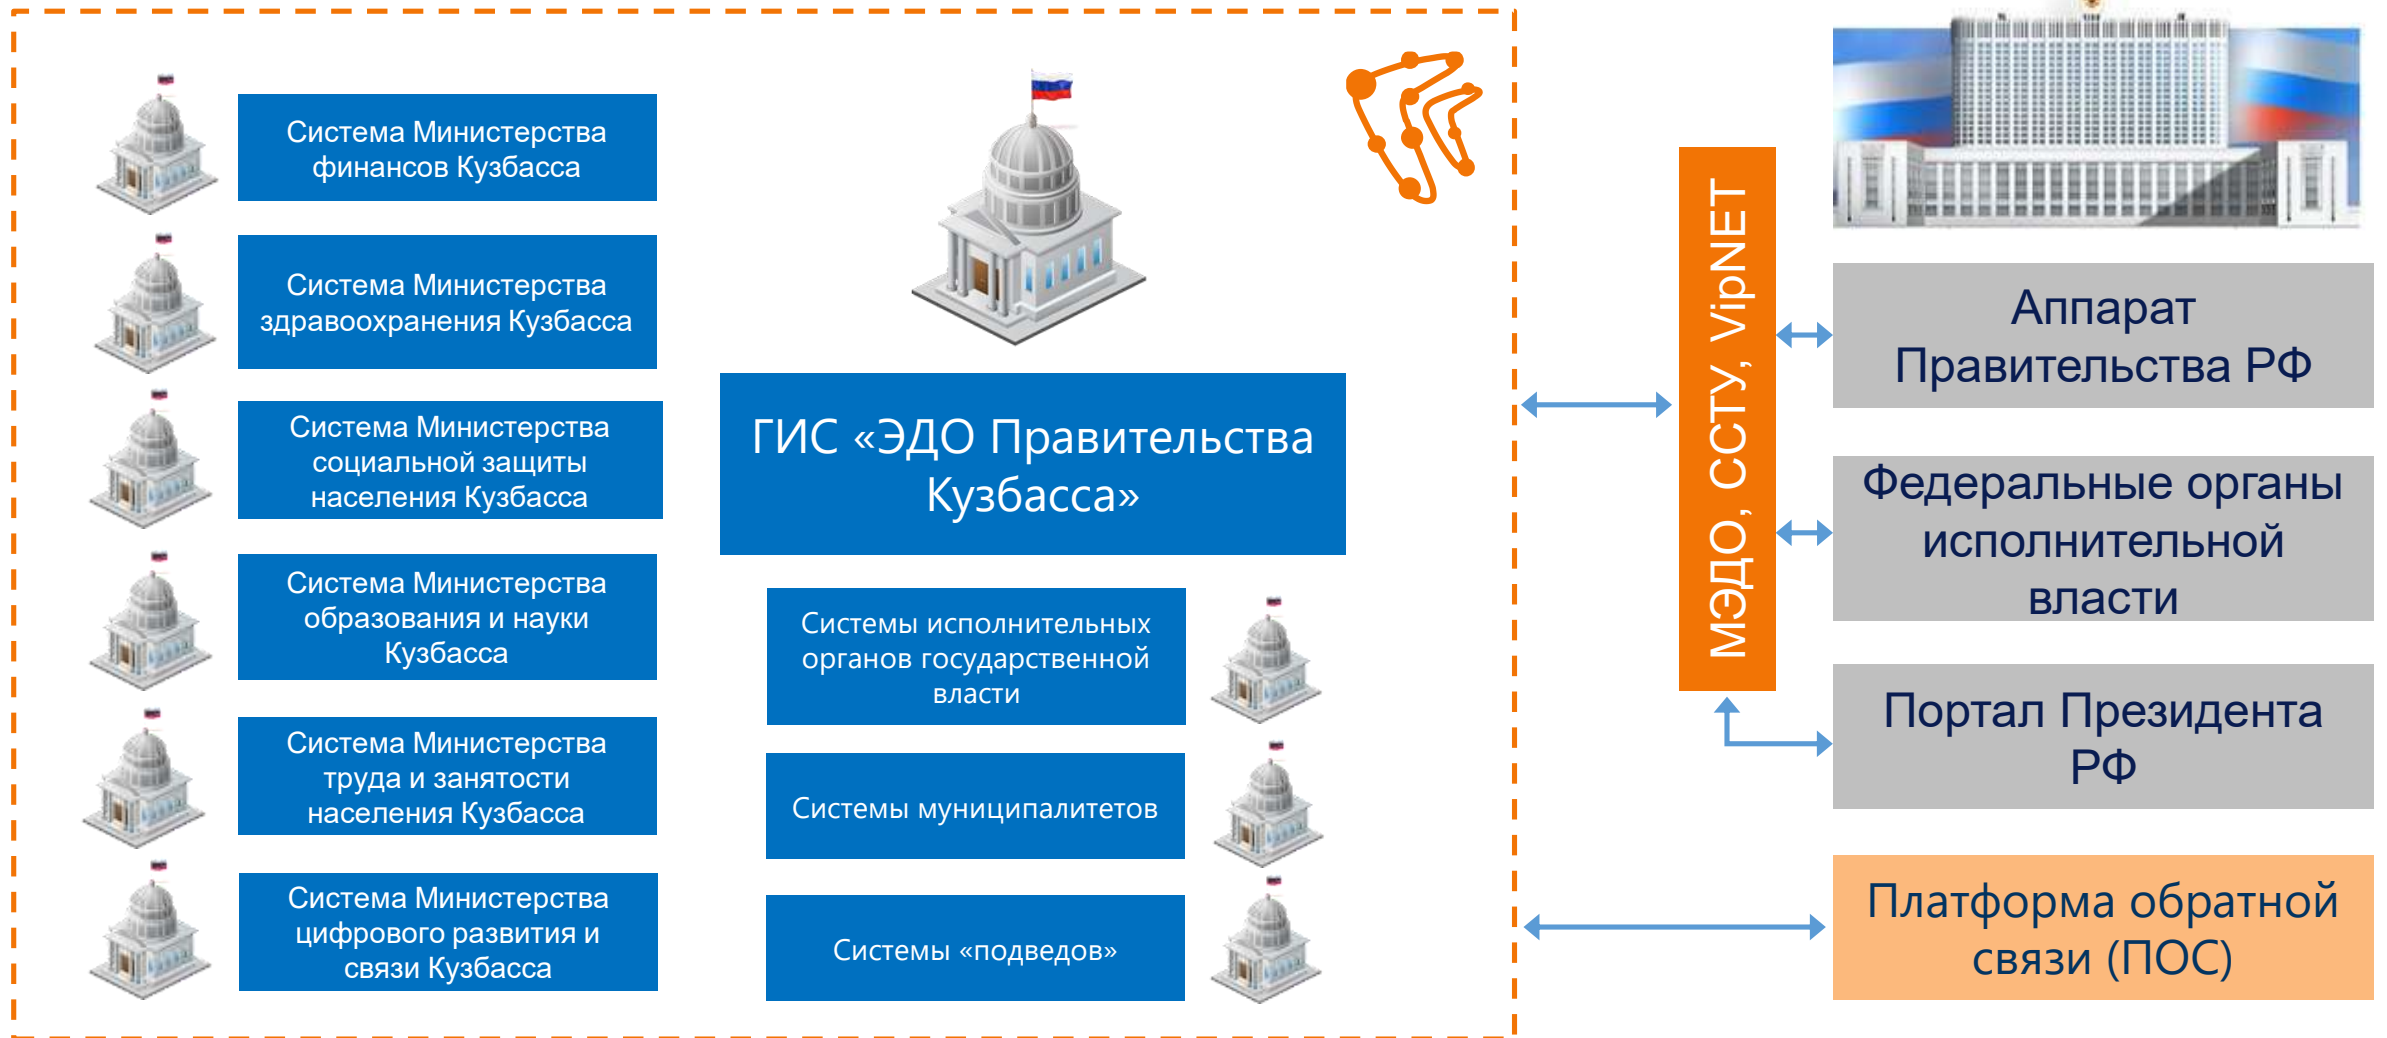 Система Министерства
финансов Кузбасса
Система Министерства
здравоохранения Кузбасса
Система Министерства
социальной защиты
населения Кузбасса
Система Министерства
образования и науки
Кузбасса
Система Министерства
труда и занятости
населения Кузбасса
Система Министерства
цифрового развития и
связи Кузбасса
ГИС «ЭДО Правительства
Кузбасса»
Системы исполнительных
органов государственной
власти
Системы муниципалитетов
Системы «подведов»
МЭДО, ССТУ, VipNET
Аппарат
Правительства РФ
Федеральные органы
исполнительной
власти
Портал Президента
РФ
Платформа обратной
связи (ПОС)